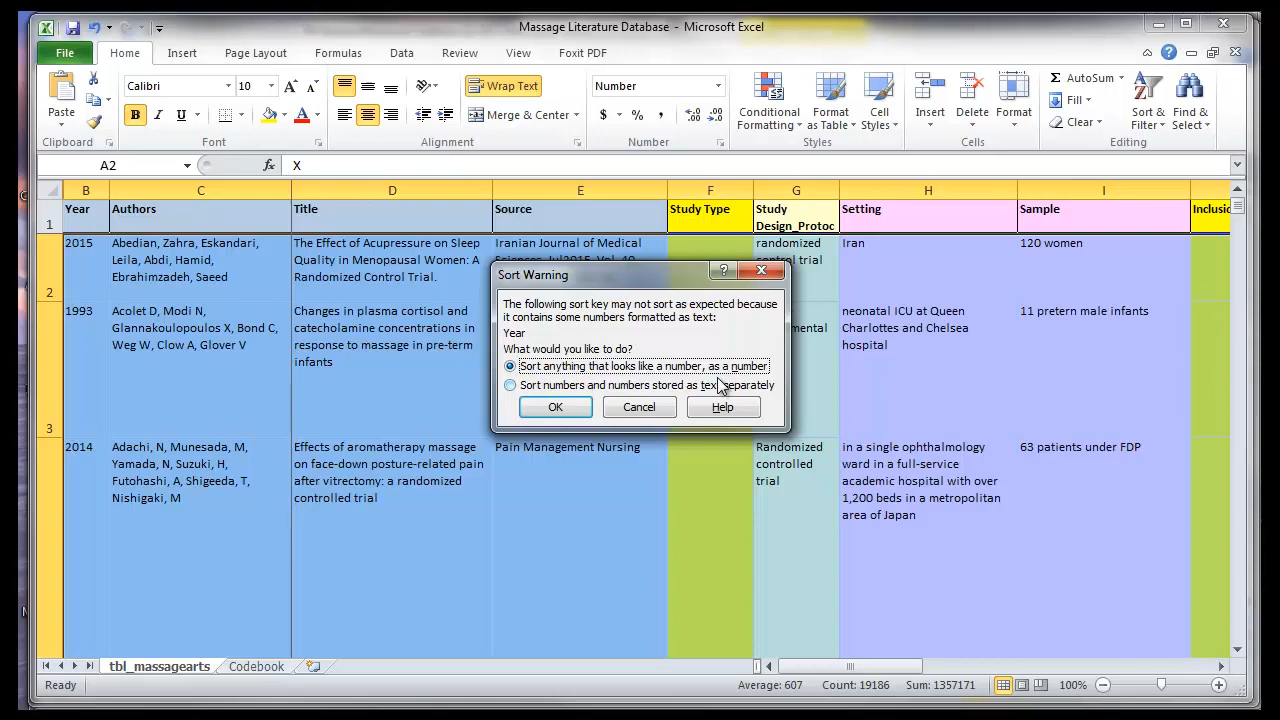 Massage Literature Database - Microsoft Excel
File Home Insert Page Layout Formulas Data Review View Foxit PDF
Calibri 10 Wrap Text Number AutoSum
Paste B I U A Merge & Center $ % , Conditional Formatting Format as Table Cell Styles Insert Delete Format Fill Clear Sort & Filter Find & Select
Clipboard Font Alignment Number Styles Cells Editing
A2 fx X
B C D E F G H I
1 Year Authors Title Source Study Type Study Design_Protoc Setting Sample
2 2015 Abedian, Zahra, Eskandari,
Leila, Abdi, Hamid,
Ebrahimzadeh, Saeed
The Effect of Acupressure on Sleep
Quality in Menopausal Women: A
Randomized Control Trial.
Iranian Journal of Medical
randomized
Iran
120 women
3 1993 Acolet D, Modi N,
Glannakoulopoulos X, Bond C,
Weg W, Clow A, Glover V
Changes in plasma cortisol and
catecholamine concentrations in
response to massage in pre-term
infants
neonatal ICU at Queen
Charlottes and Chelsea
hospital
11 pretern male infants
2014 Adachi, N, Munesada, M,
Yamada, N, Suzuki, H,
Futohashi, A, Shigeeda, T,
Nishigaki, M
Effects of aromatherapy massage
on face-down posture-related pain
after vitrectomy: a randomized
controlled trial
Pain Management Nursing
Randomized
controlled
trial
in a single ophthalmology
ward in a full-service
academic hospital with over
1,200 beds in a metropolitan
area of Japan
63 patients under FDP
Sort Warning
The following sort key may not sort as expected because
it contains some numbers formatted as text:
Year
What would you like to do?
Sort anything that looks like a number, as a number
Sort numbers and numbers stored as text separately
OK Cancel Help
tbl_massagearts Codebook
Ready Average: 607 Count: 19186 Sum: 1357171 100%